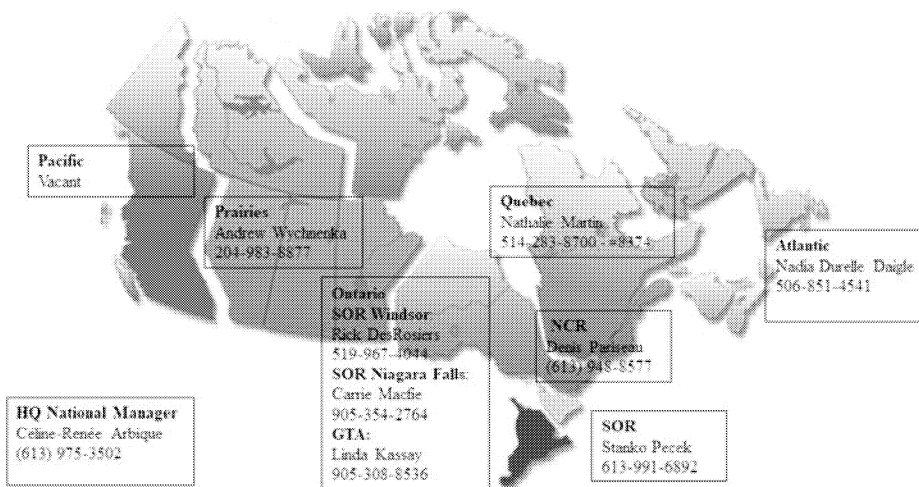 Pacific
Vacant
Prairies
Andrew Wychnenka
204-983-8877
Québec
Nathalie Martin
514-283-8700 - #8374
Atlantic
Nadia Durelle Daigle
506-851-4541
Ontario
SOR Windsor
Rick DesRosiers
519-967-4044
SOR Niagara Falls:
Carrie Macfie
905-354-2764
GTA:
Linda Kassay
905-308-8536
NCR
Denis Pariseau
(613) 948-8577
HQ National Manager
Céline-Renée Arbique
(613) 975-3502
SOR
Stanko Pecek
613-991-6892